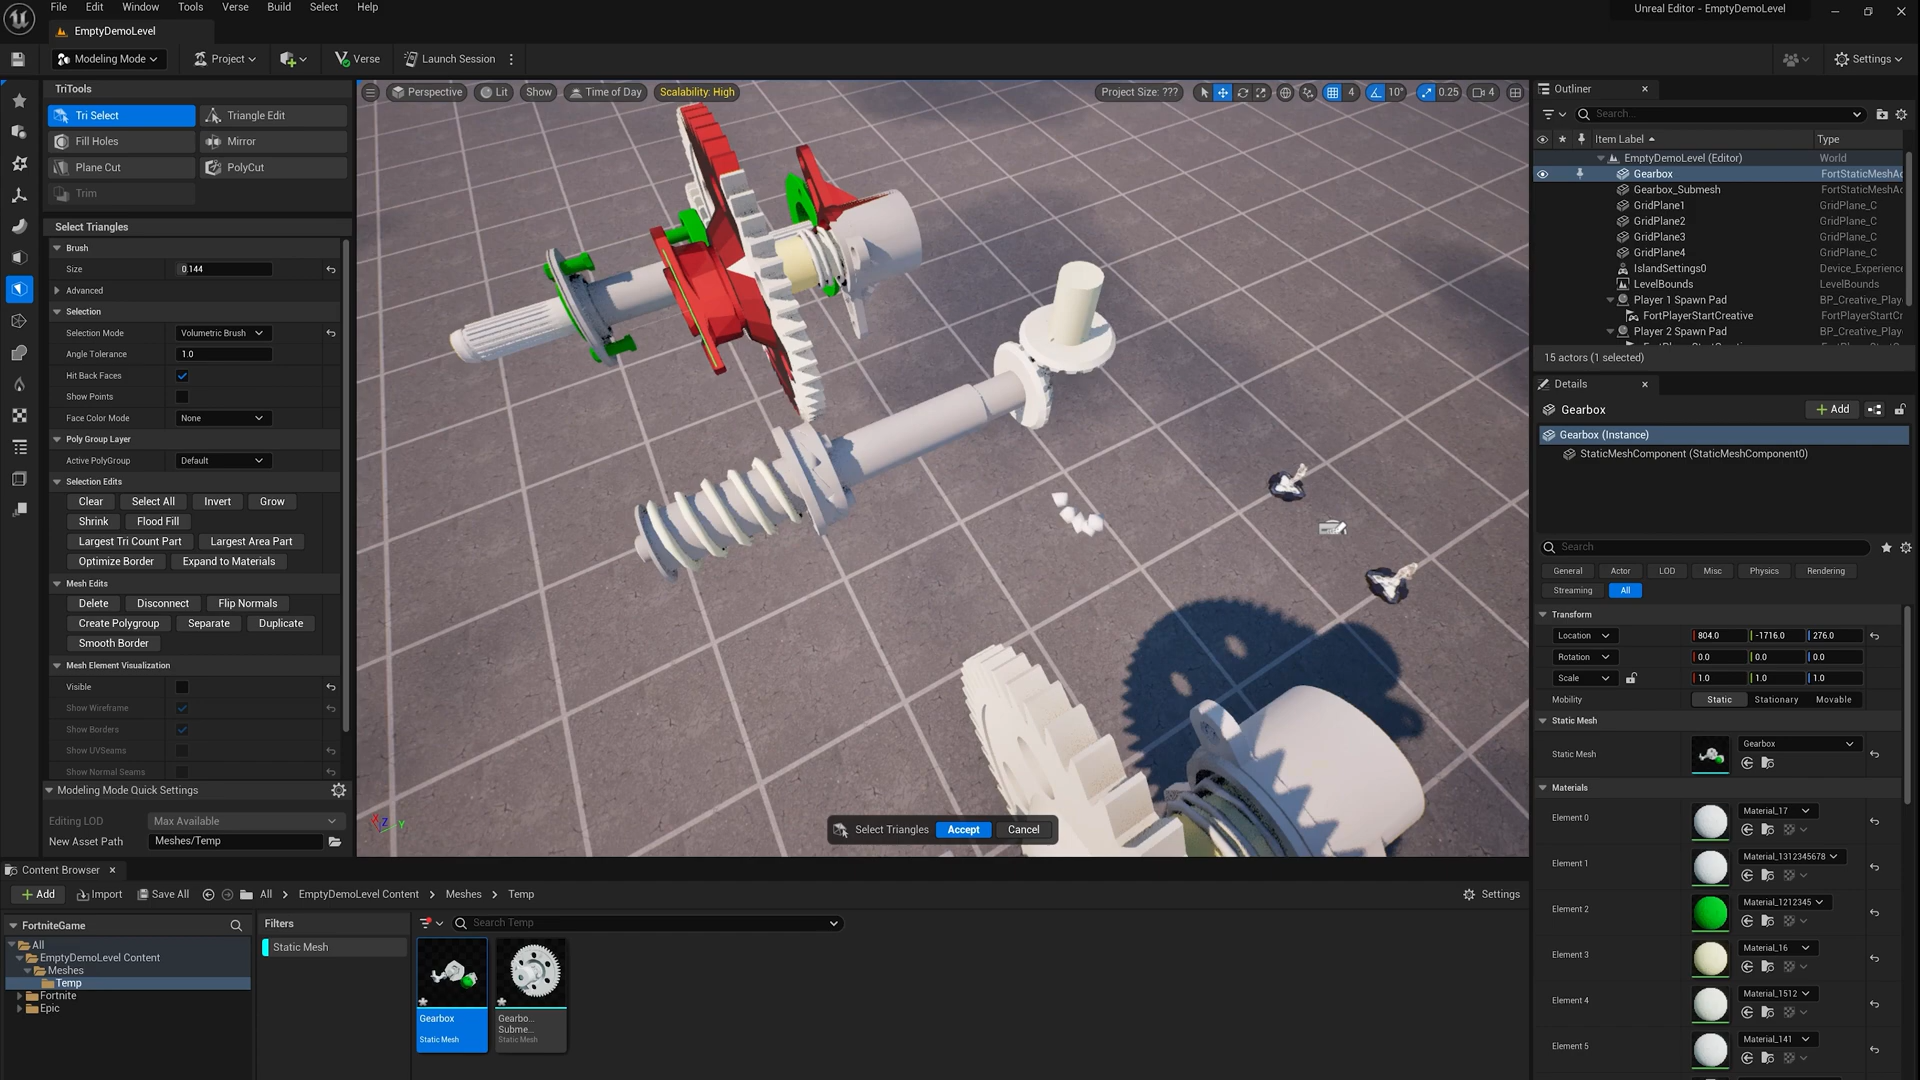 File Edit Window Tools Verse Build Select Help
Unreal Editor - EmptyDemoLevel
EmptyDemoLevel
Modeling Mode Project Verse Launch Session Settings
TriTools
Tri Select Triangle Edit
Fill Holes Mirror
Plane Cut PolyCut
Trim
Select Triangles
Brush
Size 0.144
Advanced
Selection
Selection Mode Volumetric Brush
Angle Tolerance 1.0
Hit Back Faces
Show Points
Face Color Mode None
Poly Group Layer
Active PolyGroup Default
Selection Edits
Clear Select All Invert Grow
Shrink Flood Fill
Largest Tri Count Part Largest Area Part
Optimize Border Expand to Materials
Mesh Edits
Delete Disconnect Flip Normals
Create Polygroup Separate Duplicate
Smooth Border
Mesh Element Visualization
Visible
Show Wireframe
Show Borders
Show UVSeams
Show Normal Seams
Modeling Mode Quick Settings
Editing LOD Max Available
New Asset Path Meshes/Temp
Perspective Lit Show Time of Day Scalability: High Project Size: ??? 4 10° 0.25 4
X Z Y
Select Triangles Accept Cancel
Outliner
Search...
Item Label Type
EmptyDemoLevel (Editor) World
Gearbox FortStaticMeshAc
Gearbox_Submesh FortStaticMeshAc
GridPlane1 GridPlane_C
GridPlane2 GridPlane_C
GridPlane3 GridPlane_C
GridPlane4 GridPlane_C
IslandSettings0 Device_Experience
LevelBounds LevelBounds
Player 1 Spawn Pad BP_Creative_Play
FortPlayerStartCreative FortPlayerStartCr
Player 2 Spawn Pad BP_Creative_Play
15 actors (1 selected)
Details
Gearbox Add
Gearbox (Instance)
StaticMeshComponent (StaticMeshComponent0)
Search
General Actor LOD Misc Physics Rendering
Streaming All
Transform
Location 804.0 -1716.0 276.0
Rotation 0.0 0.0 0.0
Scale 1.0 1.0 1.0
Mobility Static Stationary Movable
Static Mesh
Static Mesh Gearbox
Materials
Element 0 Material_17
Element 1 Material_1312345678
Element 2 Material_1212345
Element 3 Material_16
Element 4 Material_1512
Element 5 Material_141
Content Browser
Add Import Save All All EmptyDemoLevel Content Meshes Temp Settings
FortniteGame
All
EmptyDemoLevel Content
Meshes
Temp
Fortnite
Epic
Filters
Static Mesh
Search Temp
Gearbox
Static Mesh
Gearbo...
Subme...
Static Mesh